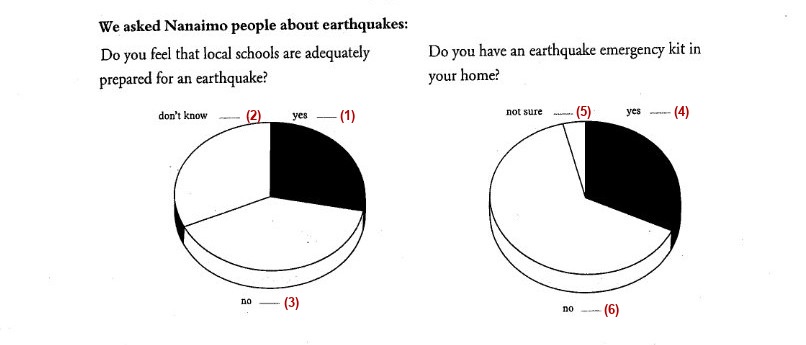 We asked Nanaimo people about earthquakes:
Do you feel that local schools are adequately
prepared for an earthquake?
don't know (2) yes (1)
no (3)
Do you have an earthquake emergency kit in
your home?
not sure (5) yes (4)
no (6)